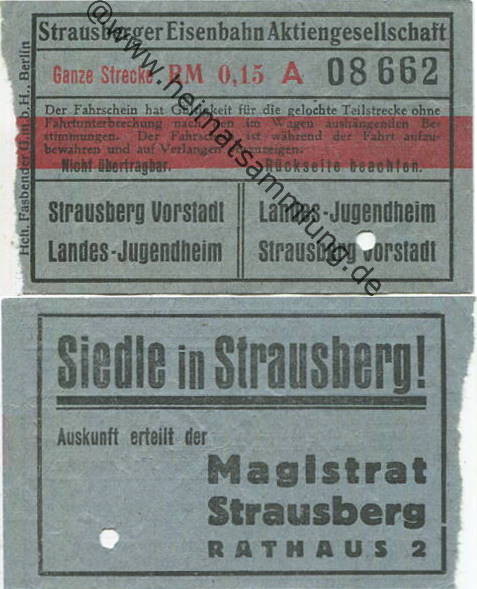 Strausberger Eisenbahn Aktiengesellschaft
Ganze Strecke RM 0,15 A 08662
Der Fahrschein hat Gültigkeit für die gelochte Teilstrecke ohne
Fahrtunterbrechung nach den im Wagen aushängenden Be-
stimmungen. Der Fahrschein ist während der Fahrt aufzu-
bewahren und auf Verlangen vorzuzeigen.
Nicht übertragbar. Rückseite beachten.
Strausberg Vorstadt
Landes-Jugendheim
Landes-Jugendheim
Strausberg Vorstadt
Hch. Fasbender G.m.b.H., Berlin
@www.heimatsammlung.de
Siedle in Strausberg!
Auskunft erteilt der
Magistrat
Strausberg
RATHAUS 2